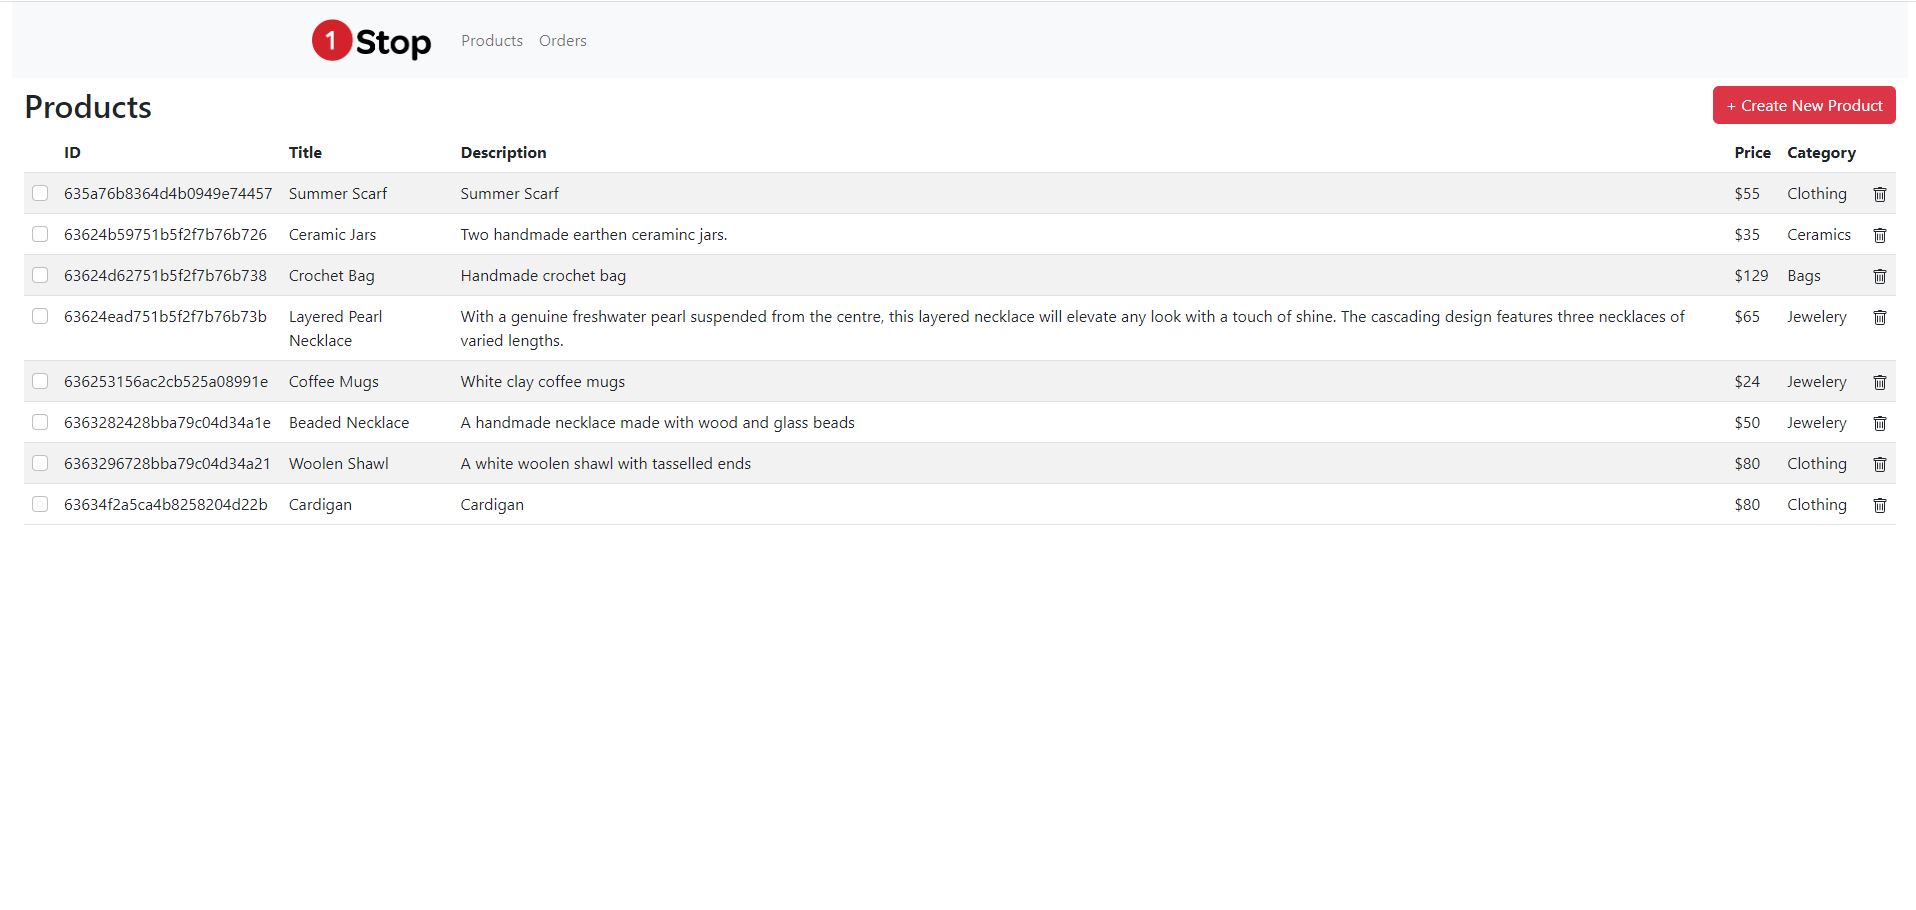 1 Stop Products Orders
Products + Create New Product
ID Title Description Price Category
635a76b8364d4b0949e74457 Summer Scarf Summer Scarf $55 Clothing
63624b59751b5f2f7b76b726 Ceramic Jars Two handmade earthen ceraminc jars. $35 Ceramics
63624d62751b5f2f7b76b738 Crochet Bag Handmade crochet bag $129 Bags
63624ead751b5f2f7b76b73b Layered Pearl With a genuine freshwater pearl suspended from the centre, this layered necklace will elevate any look with a touch of shine. The cascading design features three necklaces of $65 Jewelery
Necklace varied lengths.
636253156ac2cb525a08991e Coffee Mugs White clay coffee mugs $24 Jewelery
6363282428bba79c04d34a1e Beaded Necklace A handmade necklace made with wood and glass beads $50 Jewelery
6363296728bba79c04d34a21 Woolen Shawl A white woolen shawl with tasselled ends $80 Clothing
63634f2a5ca4b8258204d22b Cardigan Cardigan $80 Clothing